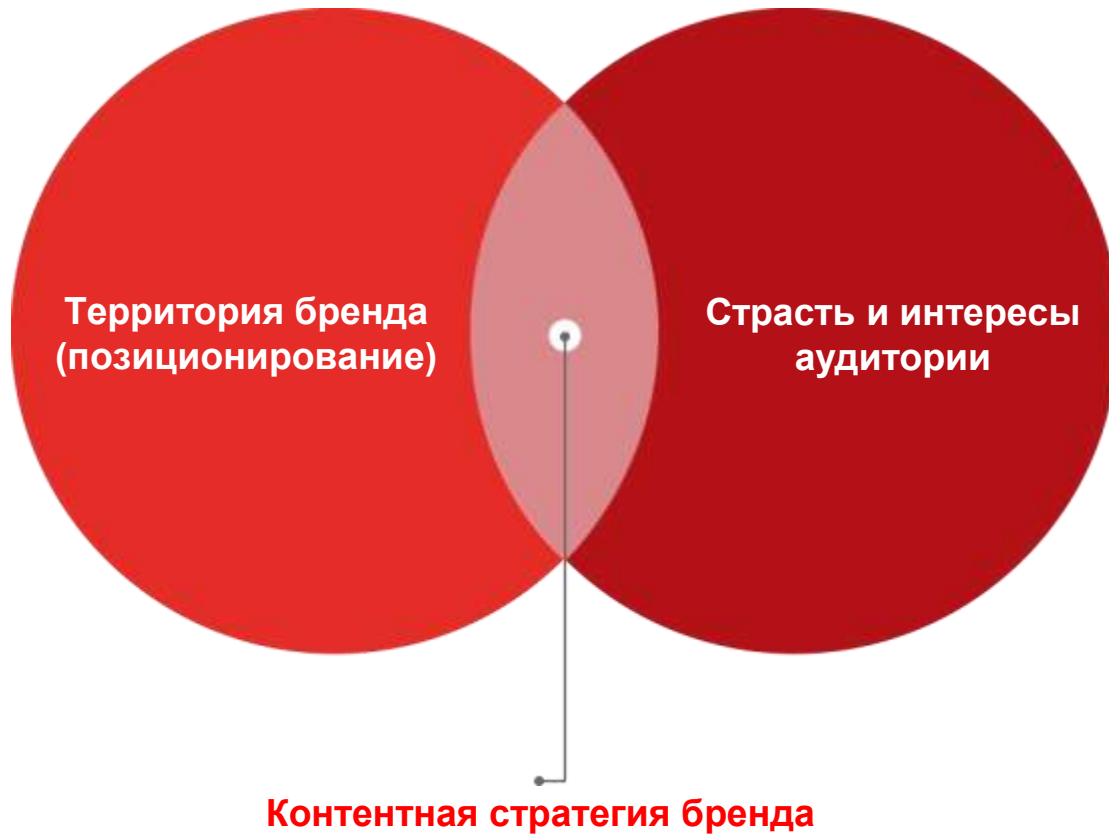 Территория бренда
(позиционирование)
Страсть и интересы
аудитории
Контентная стратегия бренда